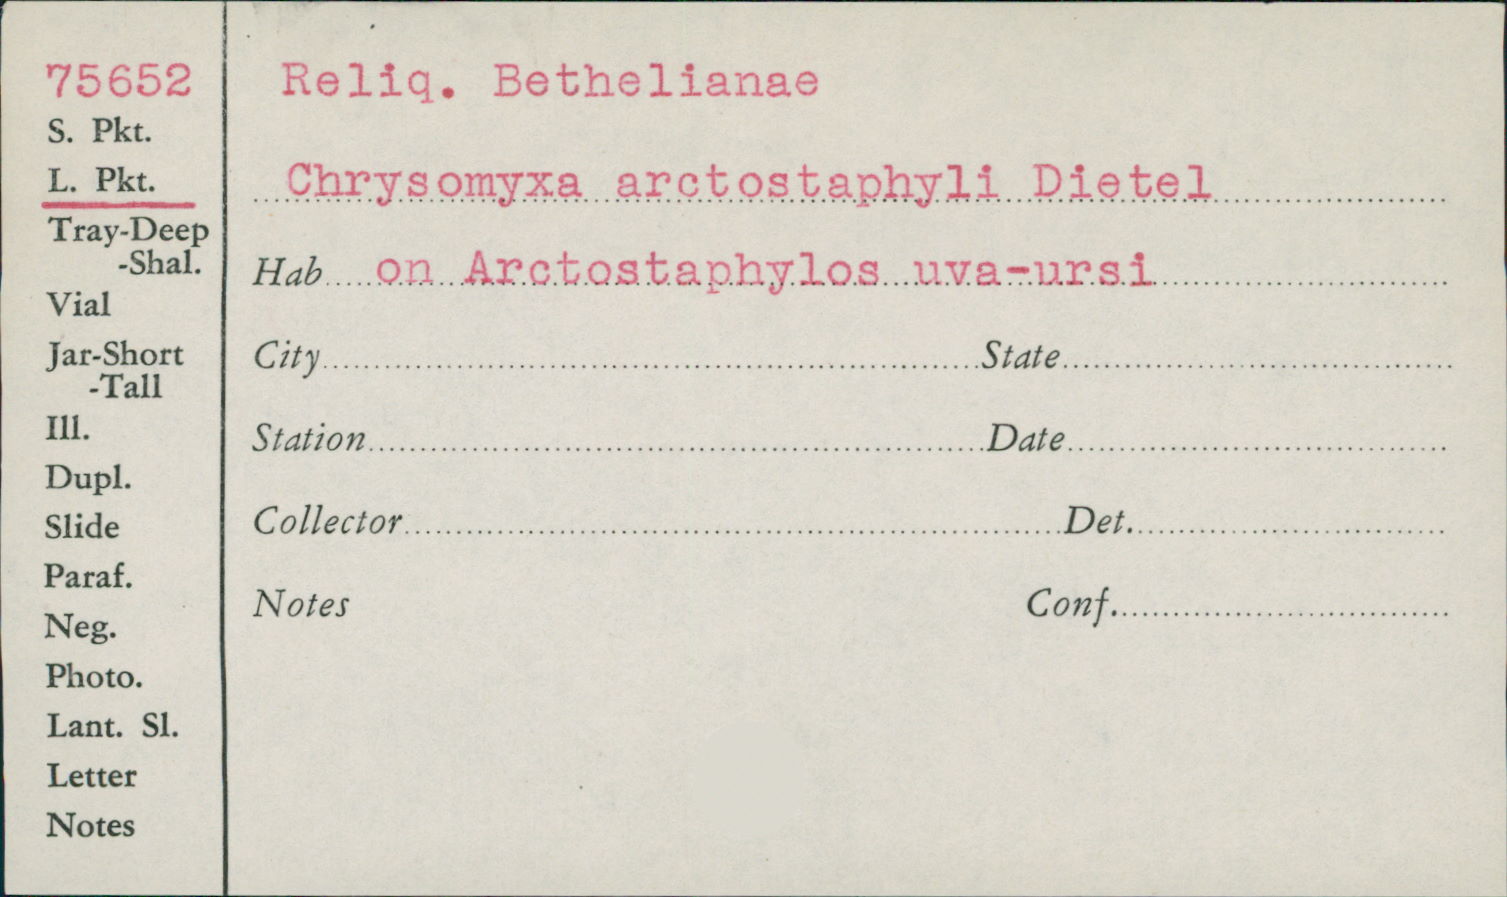 75652
S. Pkt.
L. Pkt.
Tray-Deep
-Shal.
Vial
Jar-Short
-Tall
Ill.
Dupl.
Slide
Paraf.
Neg.
Photo.
Lant. Sl.
Letter
Notes
Reliq. Bethelianae
Chrysomyxa arctostaphyli Dietel
Hab on Arctostaphylos uva-ursi
City State
Station Date
Collector Det.
Notes Conf.